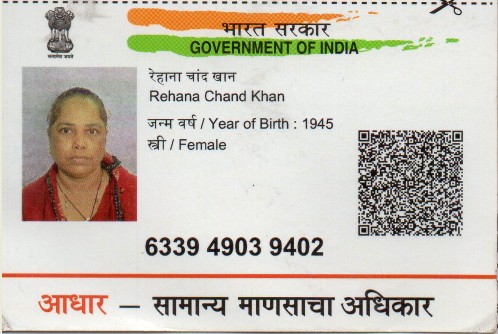 सत्यमेव जयते
भारत सरकार
GOVERNMENT OF INDIA
रेहाना चांद खान
Rehana Chand Khan
जन्म वर्ष / Year of Birth : 1945
स्त्री / Female
6339 4903 9402
आधार — सामान्य माणसाचा अधिकार